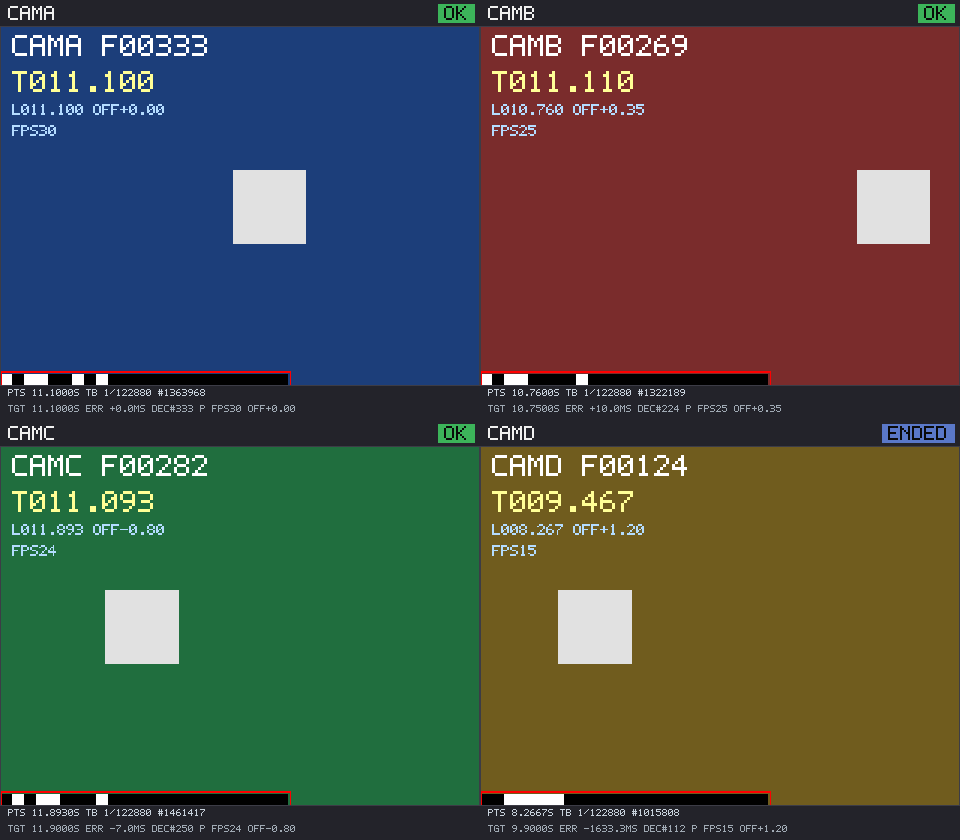 CAMA OK
CAMA F00333
T011.100
L011.100 OFF+0.00
FPS30
PTS 11.1000S TB 1/122880 #1363968
TGT 11.1000S ERR +0.0MS DEC#333 P FPS30 OFF+0.00
CAMB OK
CAMB F00269
T011.110
L010.760 OFF+0.35
FPS25
PTS 10.7600S TB 1/122880 #1322189
TGT 10.7500S ERR +10.0MS DEC#224 P FPS25 OFF+0.35
CAMC OK
CAMC F00282
T011.093
L011.893 OFF-0.80
FPS24
PTS 11.8930S TB 1/122880 #1461417
TGT 11.9000S ERR -7.0MS DEC#250 P FPS24 OFF-0.80
CAMD ENDED
CAMD F00124
T009.467
L008.267 OFF+1.20
FPS15
PTS 8.2667S TB 1/122880 #1015808
TGT 9.9000S ERR -1633.3MS DEC#112 P FPS15 OFF+1.20